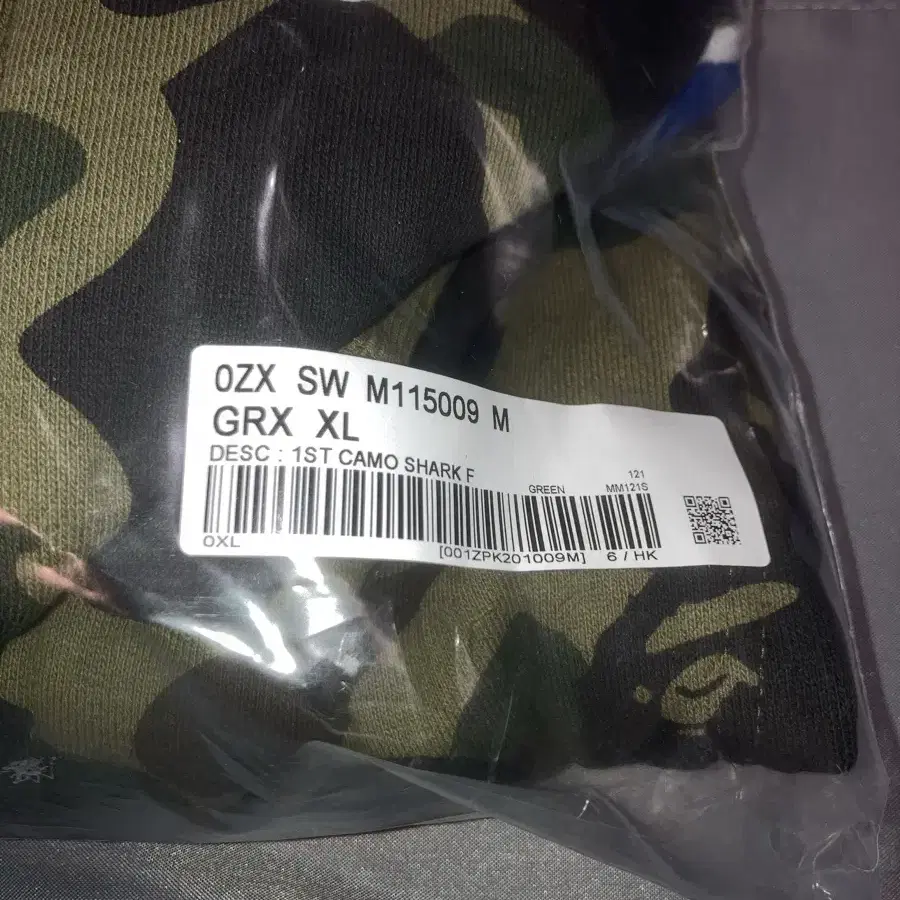 0ZX SW M115009 M
GRX XL
DESC : 1ST CAMO SHARK F
GREEN
121
MM121S
0XL
[001ZPK201009M] 6 / HK